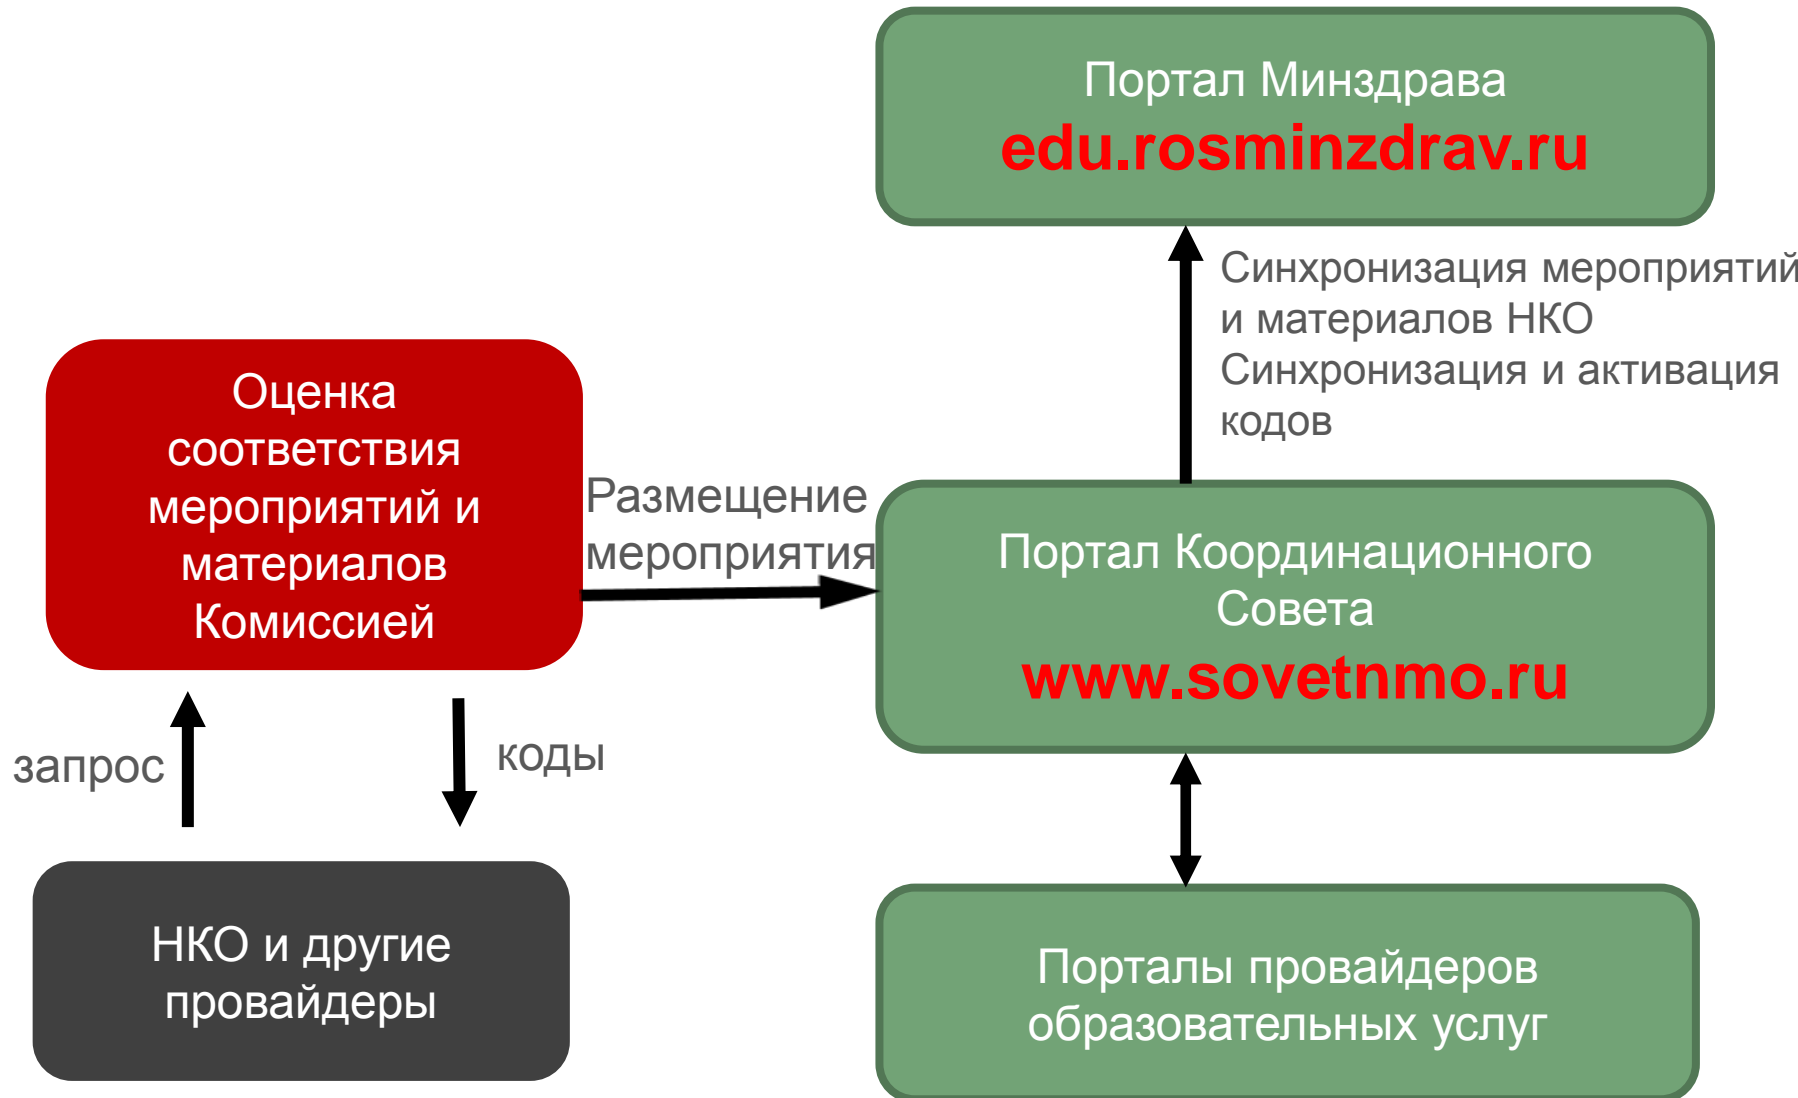 Портал Минздрава
edu.rosminzdrav.ru
Синхронизация мероприятий
и материалов НКО
Синхронизация и активация
кодов
Оценка
соответствия
мероприятий и
материалов
Комиссией
Размещение
мероприятия
Портал Координационного
Совета
www.sovetnmo.ru
запрос
коды
НКО и другие
провайдеры
Порталы провайдеров
образовательных услуг